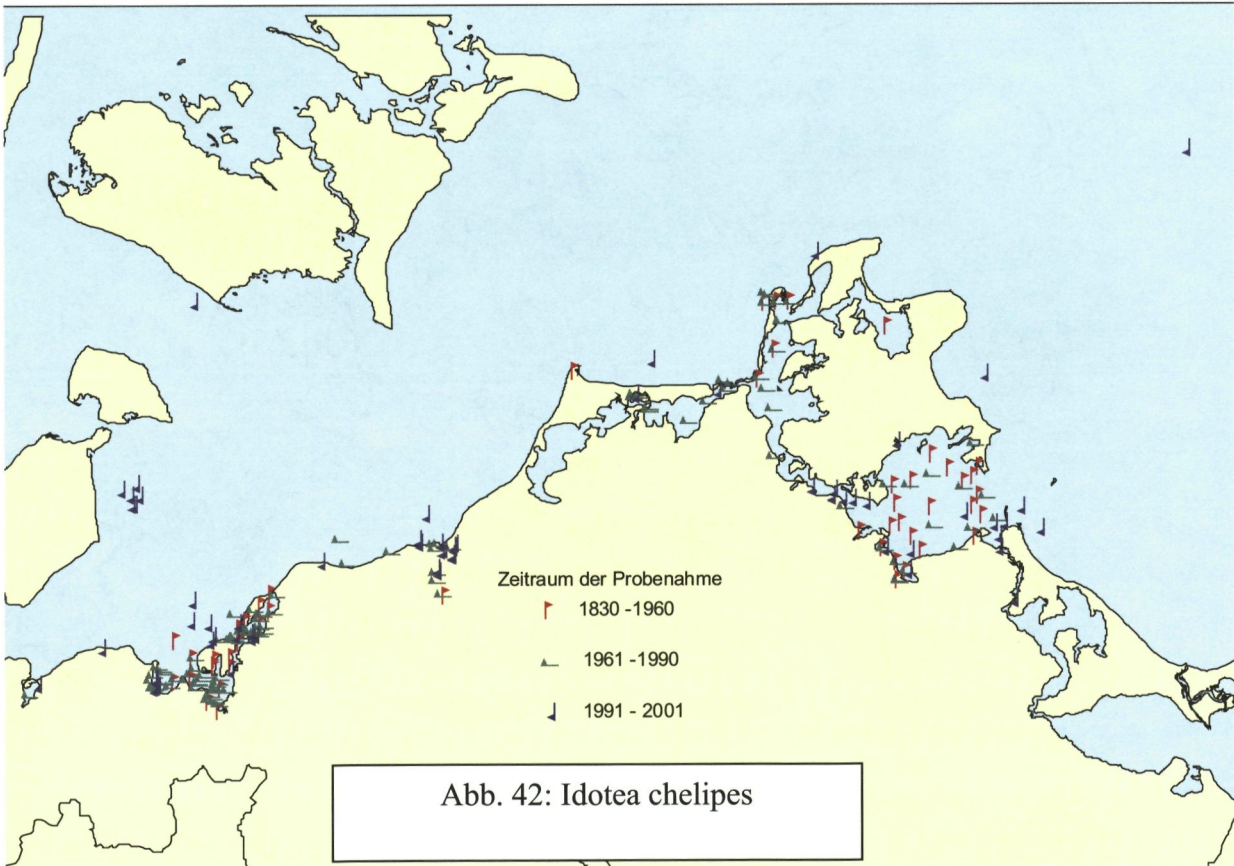 Zeitraum der Probenahme
1830 -1960
1961 -1990
1991 - 2001
Abb. 42: Idotea chelipes